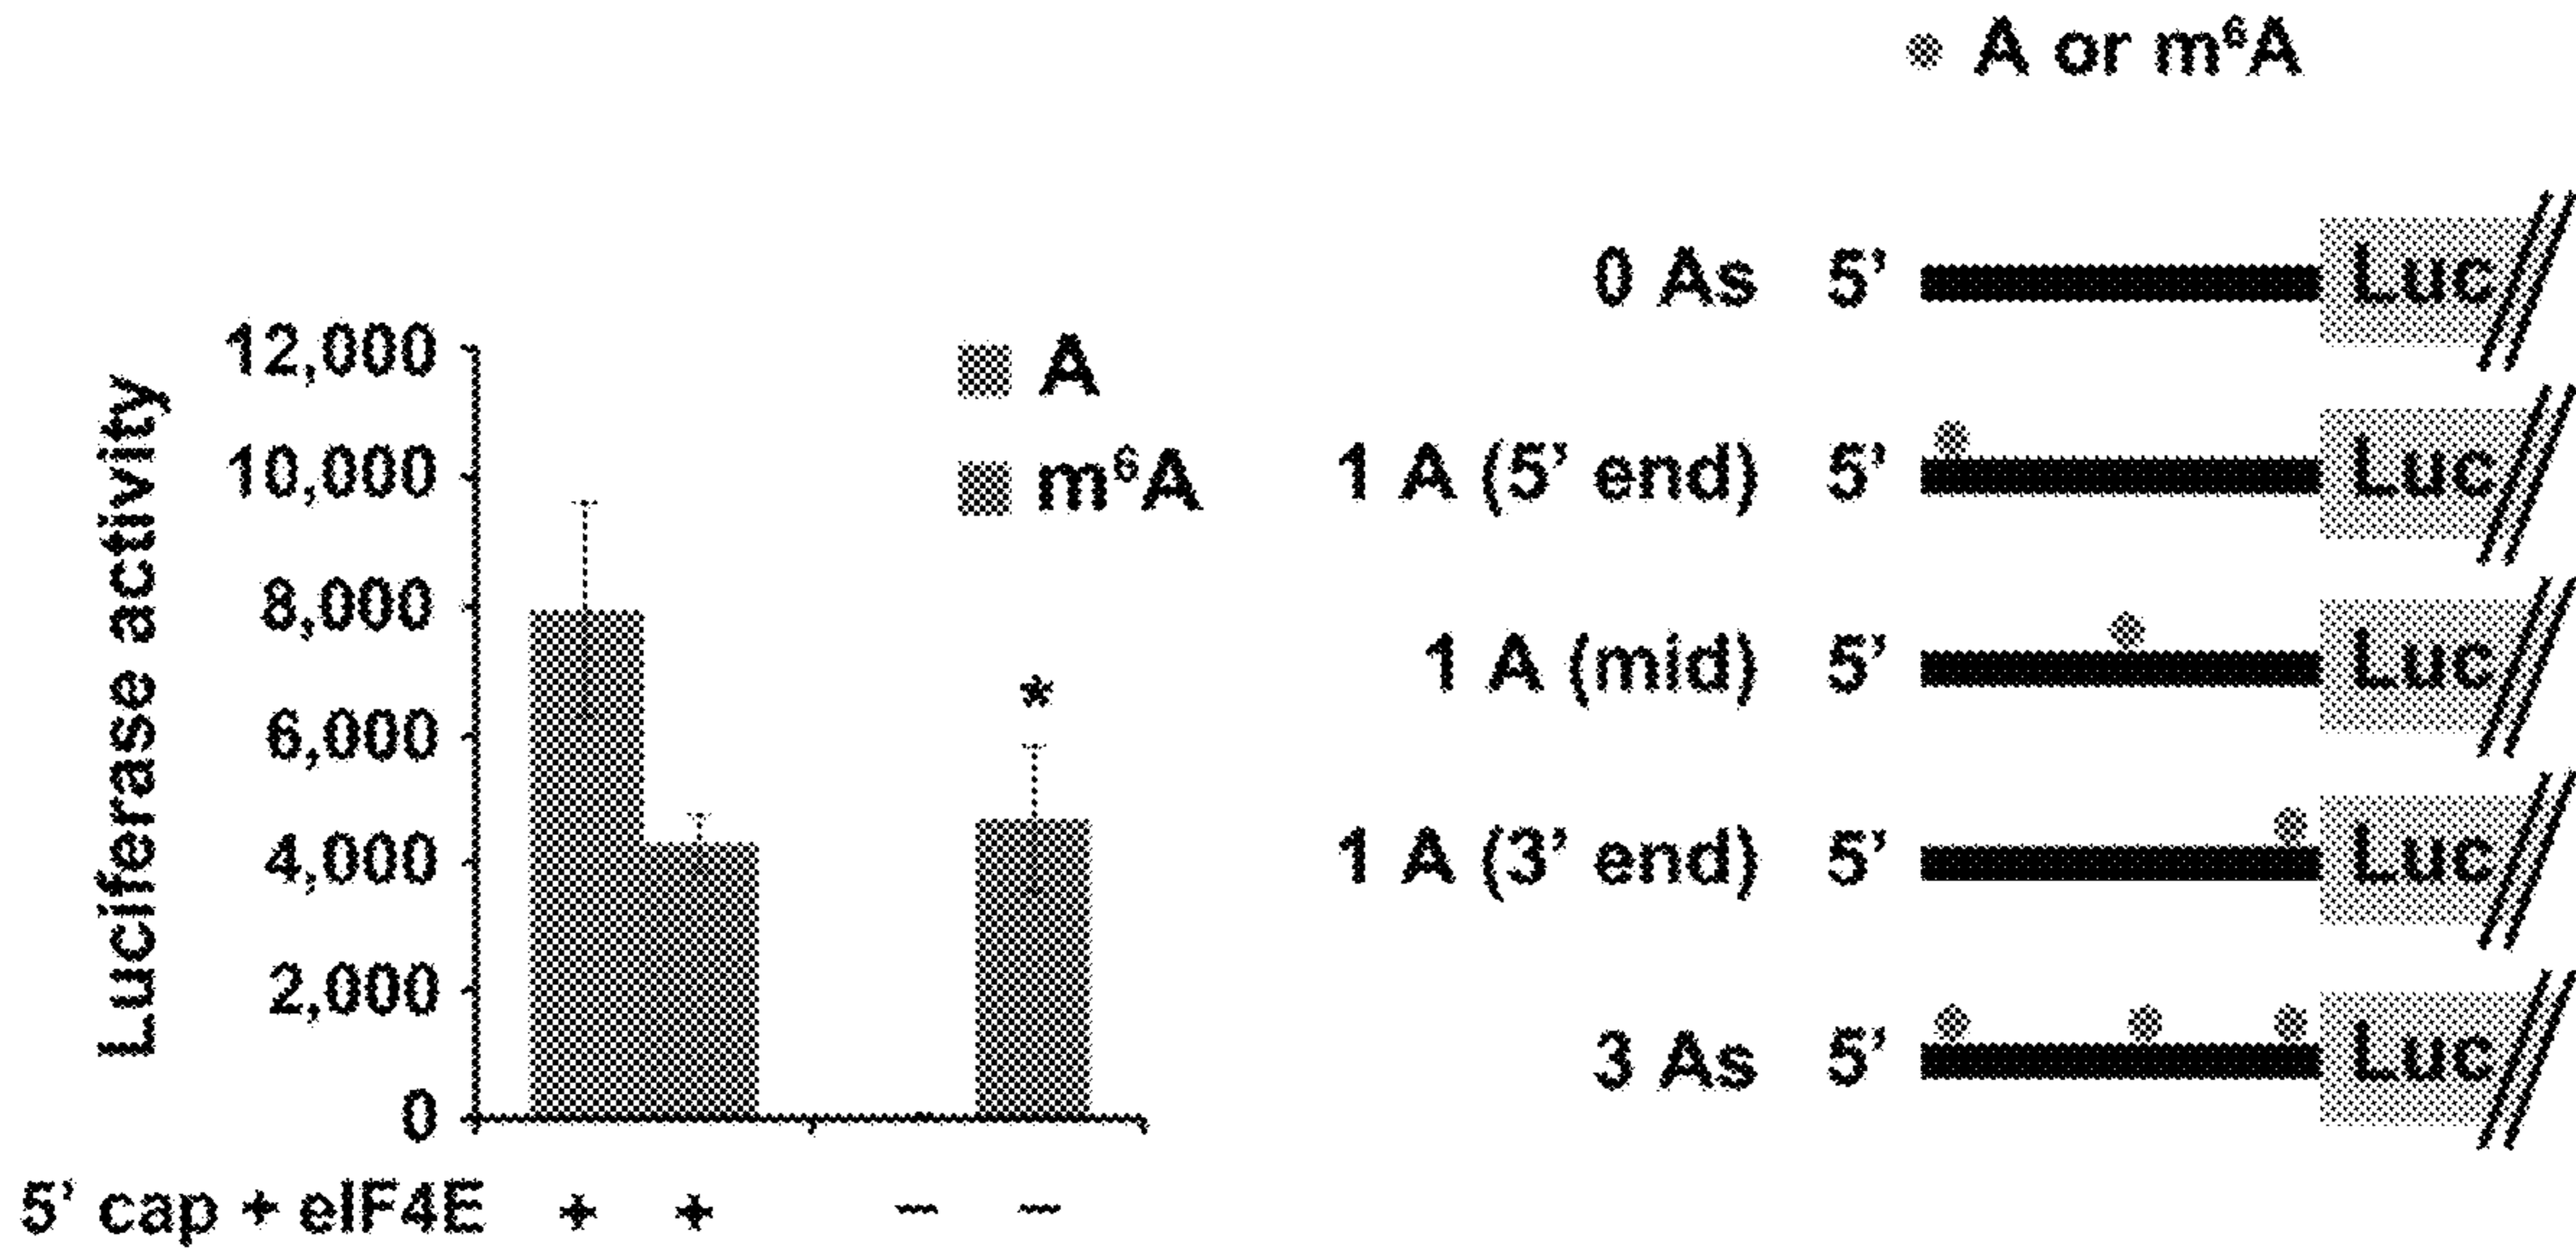 A or m⁶A
0 As 5’ Luc
1 A (5’ end) 5’ Luc
1 A (mid) 5’ Luc
1 A (3’ end) 5’ Luc
3 As 5’ Luc
Luciferase activity
12,000
10,000
8,000
6,000
4,000
2,000
0
A
m⁶A
*
5’ cap + eIF4E + + − −